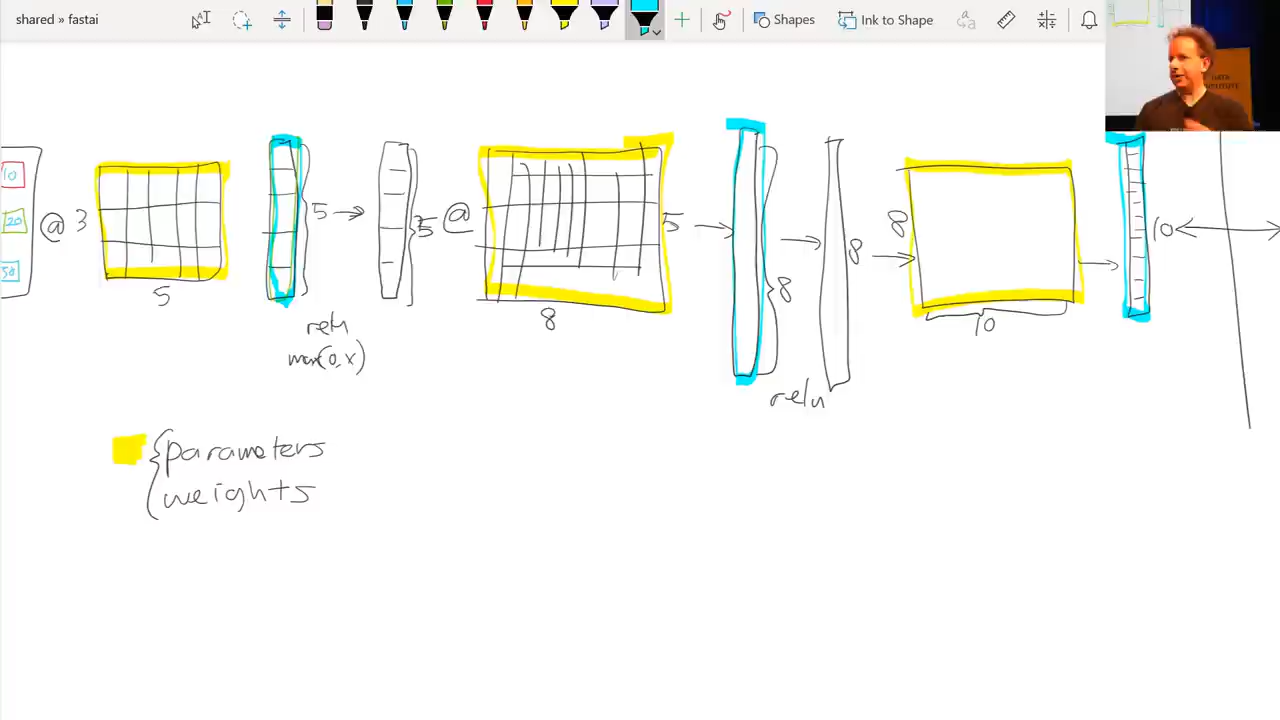 shared » fastai
Shapes
Ink to Shape
10
20
30
@ 3
5
5
5
@
5
8
8
8
8
10
10
relu
max(0,x)
relu
parameters
weights